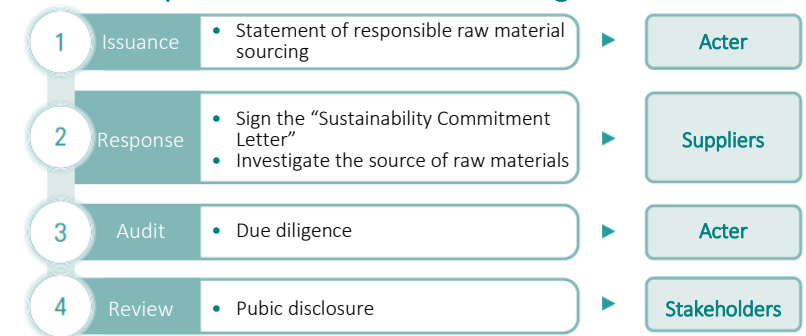 1 Issuance • Statement of responsible raw material
sourcing
Acter
2 Response • Sign the “Sustainability Commitment
Letter”
• Investigate the source of raw materials
Suppliers
3 Audit • Due diligence
Acter
4 Review • Pubic disclosure
Stakeholders